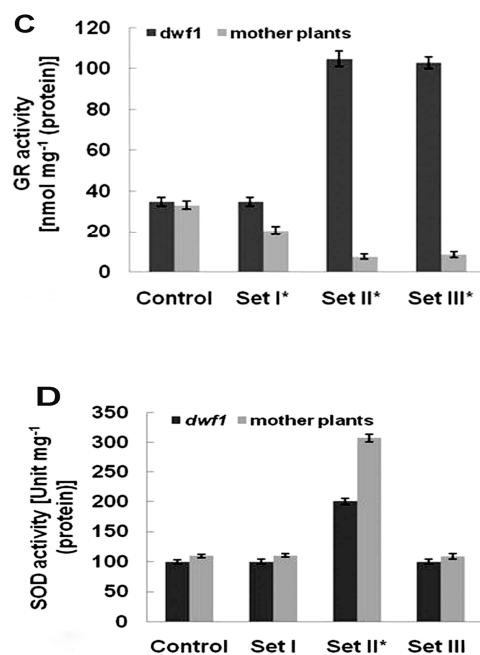 C
dwf1 mother plants
GR activity
[nmol mg⁻¹ (protein)]
120
100
80
60
40
20
0
Control Set I* Set II* Set III*
D
dwf1 mother plants
SOD activity [Unit mg⁻¹
(protein)]
350
300
250
200
150
100
50
0
Control Set I Set II* Set III